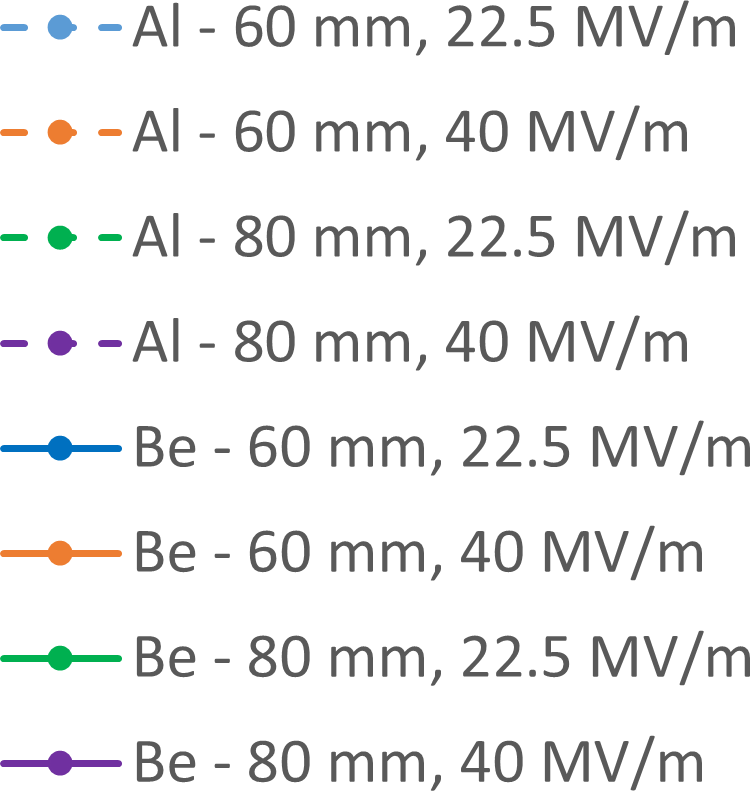 Al - 60 mm, 22.5 MV/m
Al - 60 mm, 40 MV/m
Al - 80 mm, 22.5 MV/m
Al - 80 mm, 40 MV/m
Be - 60 mm, 22.5 MV/m
Be - 60 mm, 40 MV/m
Be - 80 mm, 22.5 MV/m
Be - 80 mm, 40 MV/m